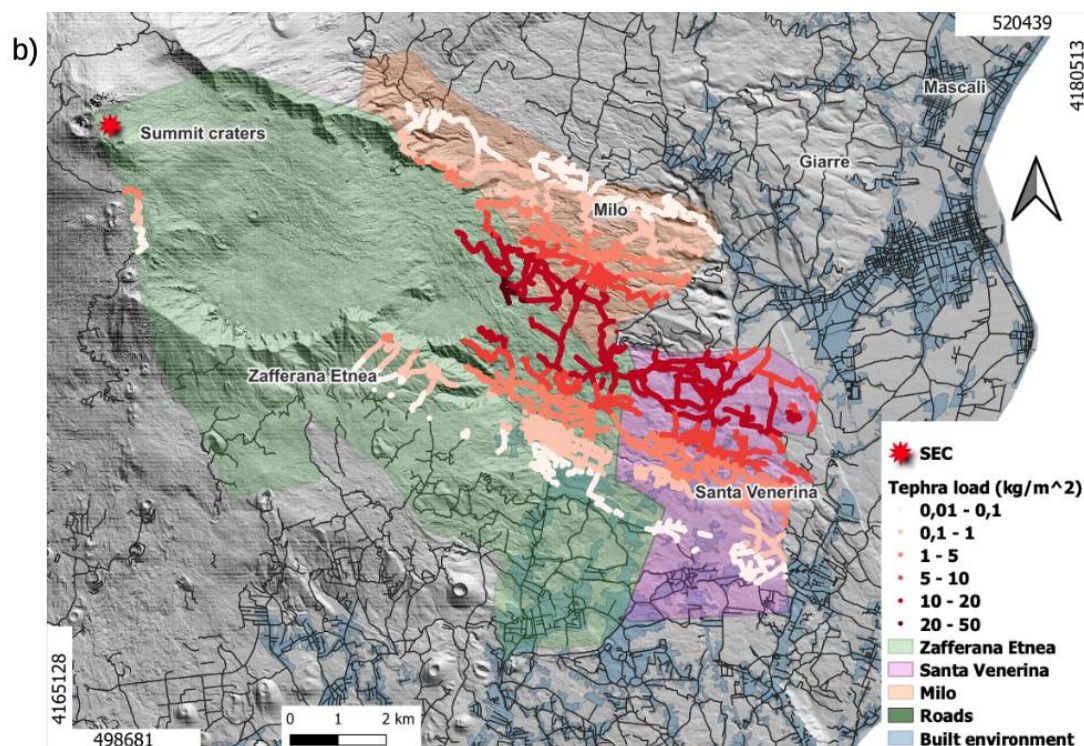 b)
520439
4180513
Mascali
Summit craters
Giarre
Milo
Zafferana Etnea
Santa Venerina
SEC
Tephra load (kg/m^2)
0,01 - 0,1
0,1 - 1
1 - 5
5 - 10
10 - 20
20 - 50
Zafferana Etnea
Santa Venerina
Milo
Roads
Built environment
4165128
498681
0 1 2 km